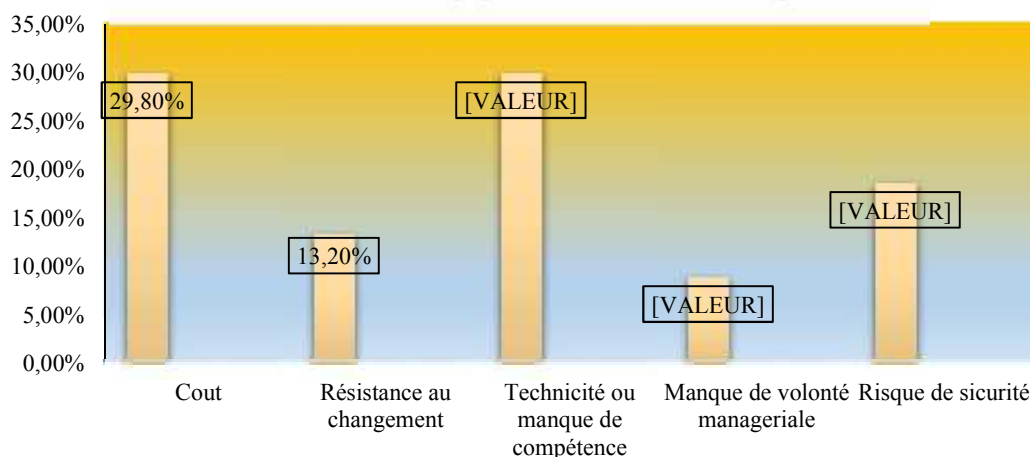 35,00%
30,00%
25,00%
20,00%
15,00%
10,00%
5,00%
0,00%
29,80%
13,20%
[VALEUR]
[VALEUR]
[VALEUR]
Cout
Résistance au
changement
Technicité ou
manque de
compétence
Manque de volonté
manageriale
Risque de sicurité